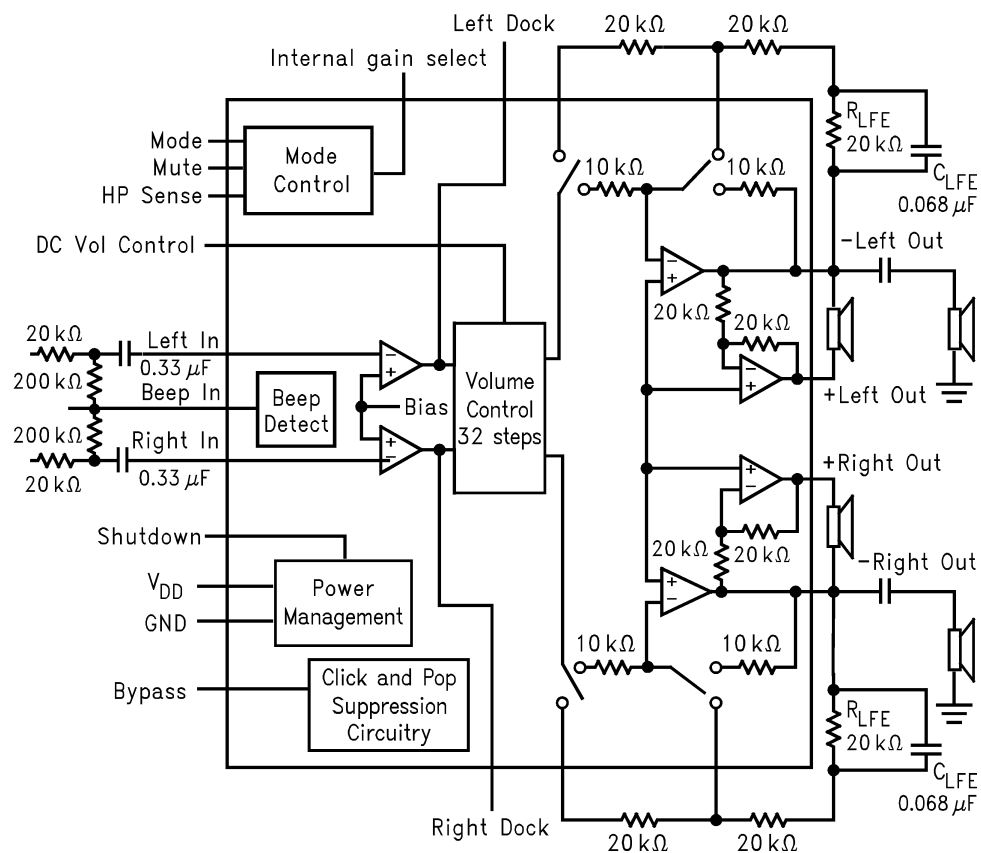 Left Dock
20 kΩ
20 kΩ
Internal gain select
RLFE
20 kΩ
Mode
Mute
HP Sense
Mode
Control
10 kΩ
10 kΩ
CLFE
0.068 µF
DC Vol Control
−Left Out
−
+
20 kΩ
20 kΩ
20 kΩ
Left In
200 kΩ
0.33 µF
−
+
−
+
Beep In
Beep
Detect
Bias
Volume
Control
32 steps
+Left Out
200 kΩ
Right In
20 kΩ
0.33 µF
+
−
+
−
+Right Out
Shutdown
20 kΩ
20 kΩ
−Right Out
VDD
GND
Power
Management
+
−
10 kΩ
10 kΩ
Bypass
Click and Pop
Suppression
Circuitry
RLFE
20 kΩ
CLFE
0.068 µF
Right Dock
20 kΩ
20 kΩ